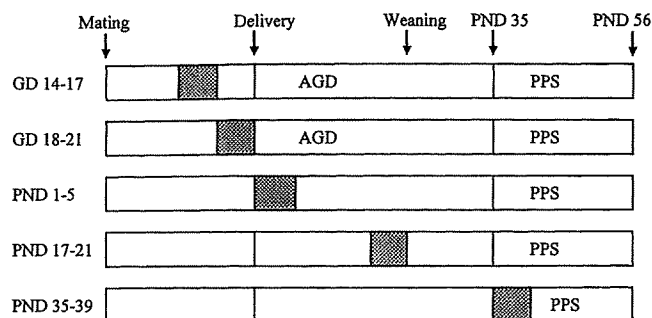 Mating Delivery Weaning PND 35 PND 56
GD 14-17 AGD PPS
GD 18-21 AGD PPS
PND 1-5 PPS
PND 17-21 PPS
PND 35-39 PPS